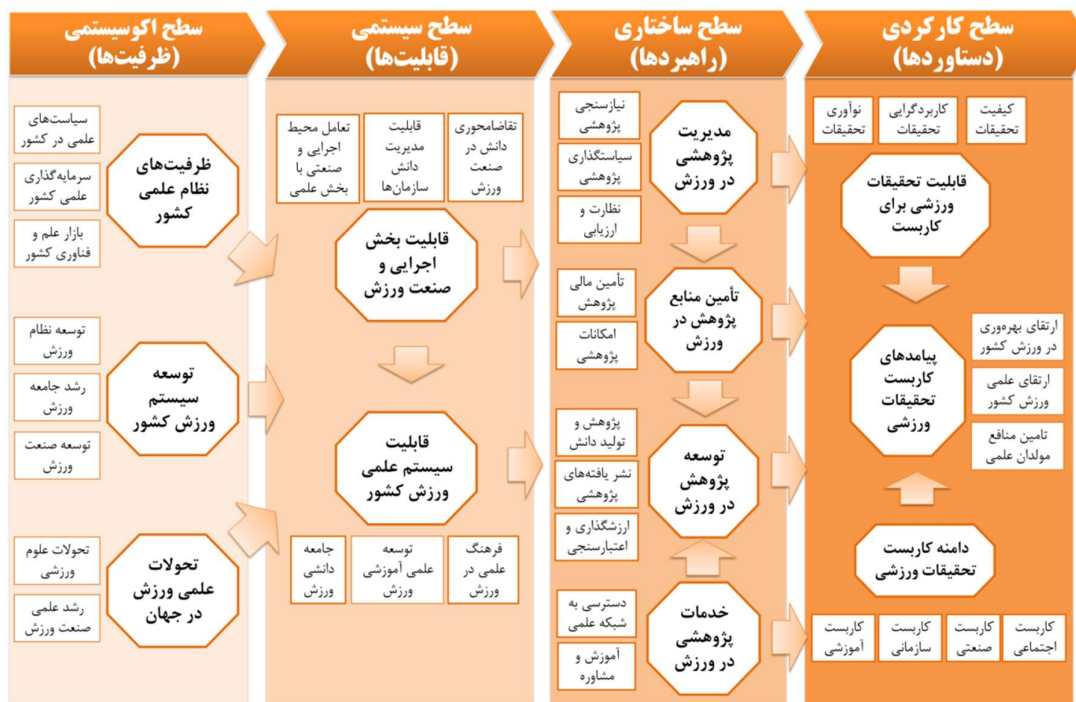 سطح اکوسیستمی
(ظرفیت‌ها)
سیاست‌های
علمی در کشور
سرمایه‌گذاری
علمی کشور
بازار علم و
فناوری کشور
ظرفیت‌های
نظام علمی
کشور
توسعه نظام
ورزش
رشد جامعه
ورزش
توسعه صنعت
ورزش
توسعه
سیستم
ورزش کشور
تحولات علوم
ورزشی
رشد علمی
صنعت ورزش
تحولات
علمی ورزش
در جهان
سطح سیستمی
(قابلیت‌ها)
تقاضامحوری
دانش در
صنعت
ورزش
قابلیت
مدیریت
دانش
سازمان‌ها
تعامل محیط
اجرایی و
صنعتی با
بخش علمی
قابلیت بخش
اجرایی و
صنعت ورزش
قابلیت
سیستم علمی
ورزش کشور
فرهنگ
علمی در
ورزش
توسعه
علمی آموزشی
ورزش
جامعه
دانشی
ورزش
سطح ساختاری
(راهبردها)
نیازسنجی
پژوهشی
سیاستگذاری
پژوهشی
نظارت و
ارزیابی
مدیریت
پژوهشی
در ورزش
تأمین مالی
پژوهش
امکانات
پژوهشی
تأمین منابع
پژوهش در
ورزش
پژوهش و
تولید دانش
نشر یافته‌های
پژوهشی
ارزشگذاری و
اعتبارسنجی
توسعه
پژوهش
در ورزش
دسترسی به
شبکه علمی
آموزش و
مشاوره
خدمات
پژوهشی
در ورزش
سطح کارکردی
(دستاوردها)
کیفیت
تحقیقات
کاربردگرایی
تحقیقات
نوآوری
تحقیقات
قابلیت تحقیقات
ورزشی برای
کاربست
پیامدهای
کاربست
تحقیقات
ورزشی
ارتقای بهره‌وری
در ورزش کشور
ارتقای علمی
ورزش کشور
تامین منافع
مولدان علمی
دامنه کاربست
تحقیقات ورزشی
کاربست
اجتماعی
کاربست
صنعتی
کاربست
سازمانی
کاربست
آموزشی